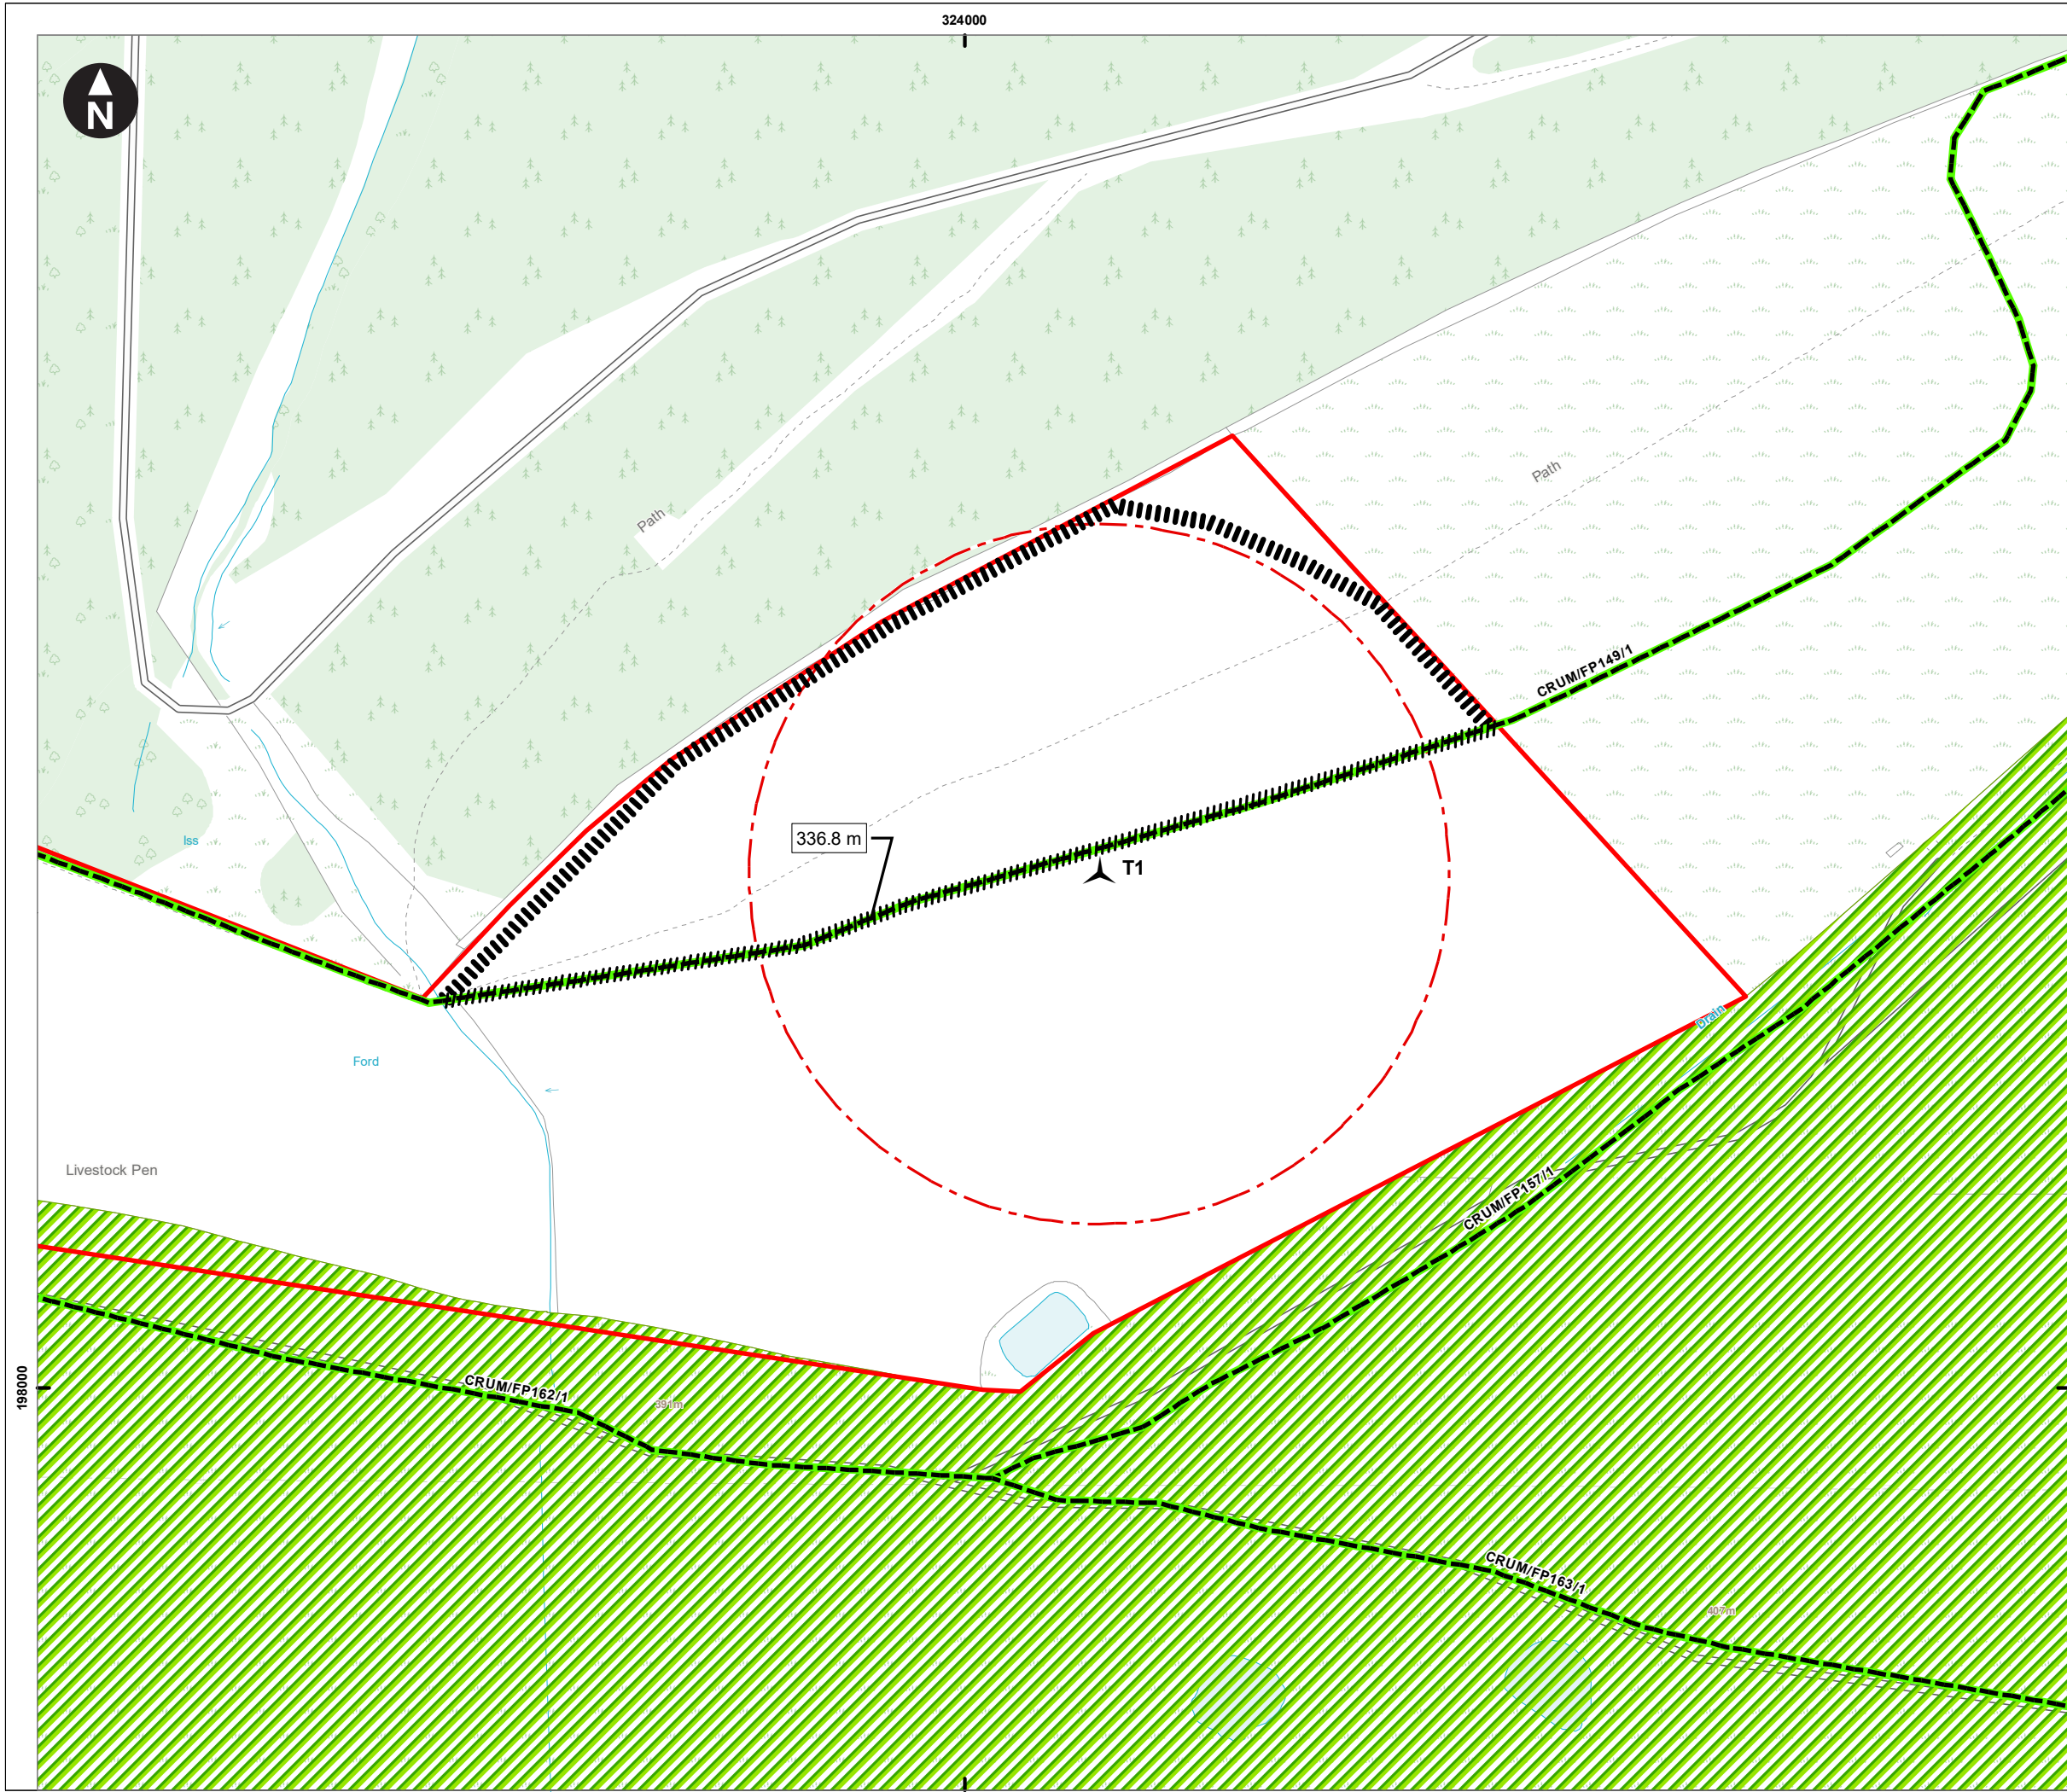 324000
N
Path
Path
CRUM/FP149/1
336.8 m
T1
Iss
Drain
Ford
Livestock Pen
CRUM/FP157/1
198000
CRUM/FP162/1
391m
CRUM/FP163/1
407m